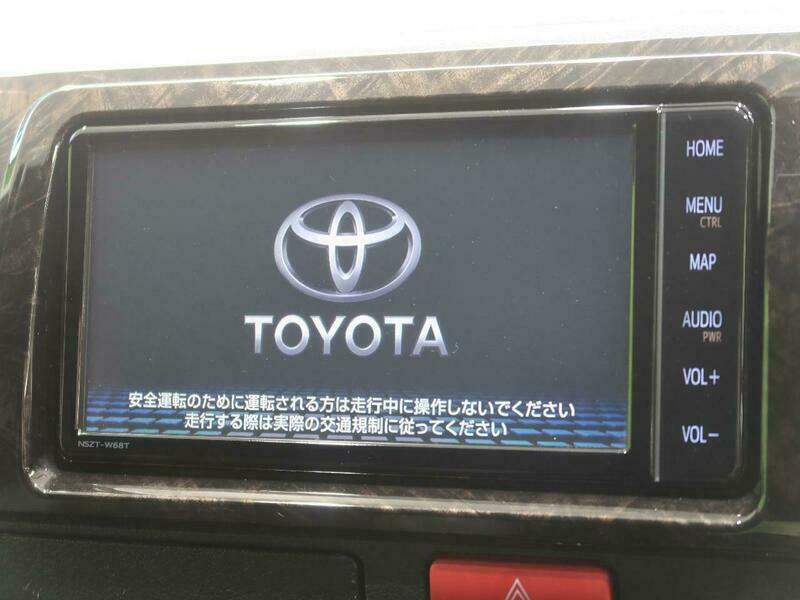 TOYOTA
安全運転のために運転される方は走行中に操作しないでください
走行する際は実際の交通規制に従ってください
NSZT-W68T
HOME
MENU
CTRL
MAP
AUDIO
PWR
VOL+
VOL-